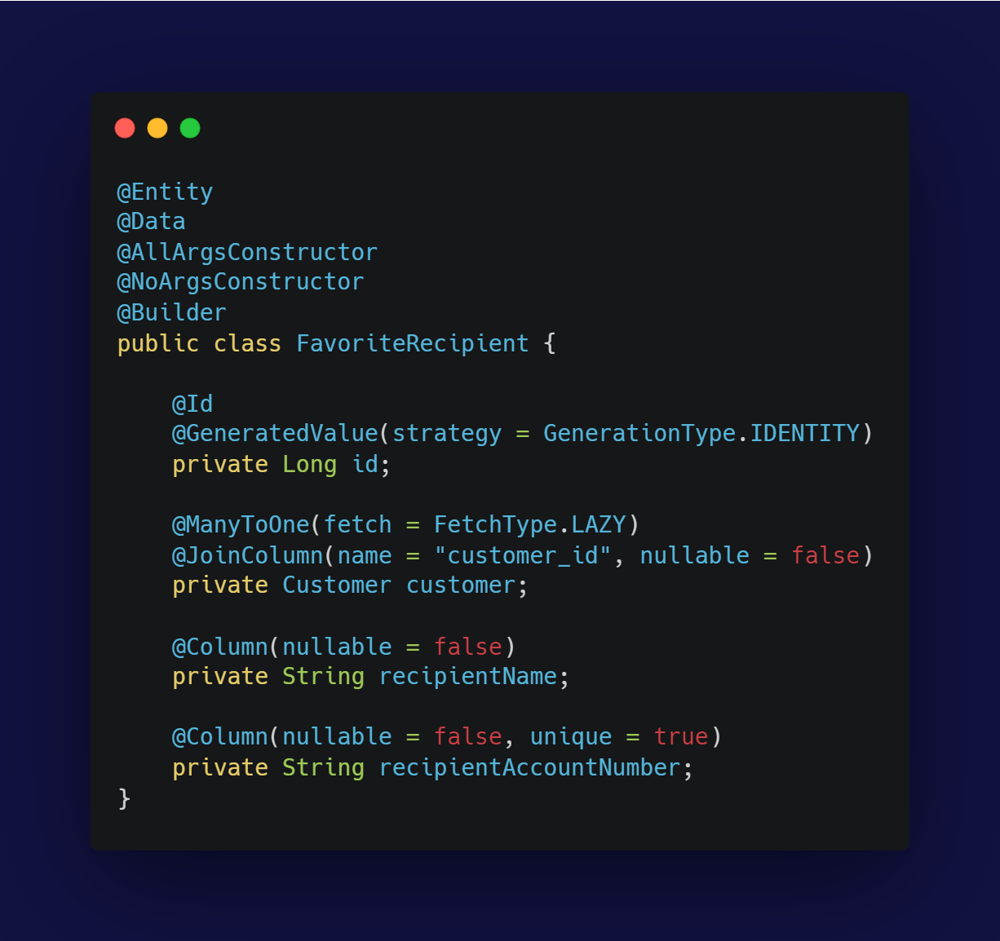 @Entity
@Data
@AllArgsConstructor
@NoArgsConstructor
@Builder
public class FavoriteRecipient {
@Id
@GeneratedValue(strategy = GenerationType.IDENTITY)
private Long id;
@ManyToOne(fetch = FetchType.LAZY)
@JoinColumn(name = "customer_id", nullable = false)
private Customer customer;
@Column(nullable = false)
private String recipientName;
@Column(nullable = false, unique = true)
private String recipientAccountNumber;
}